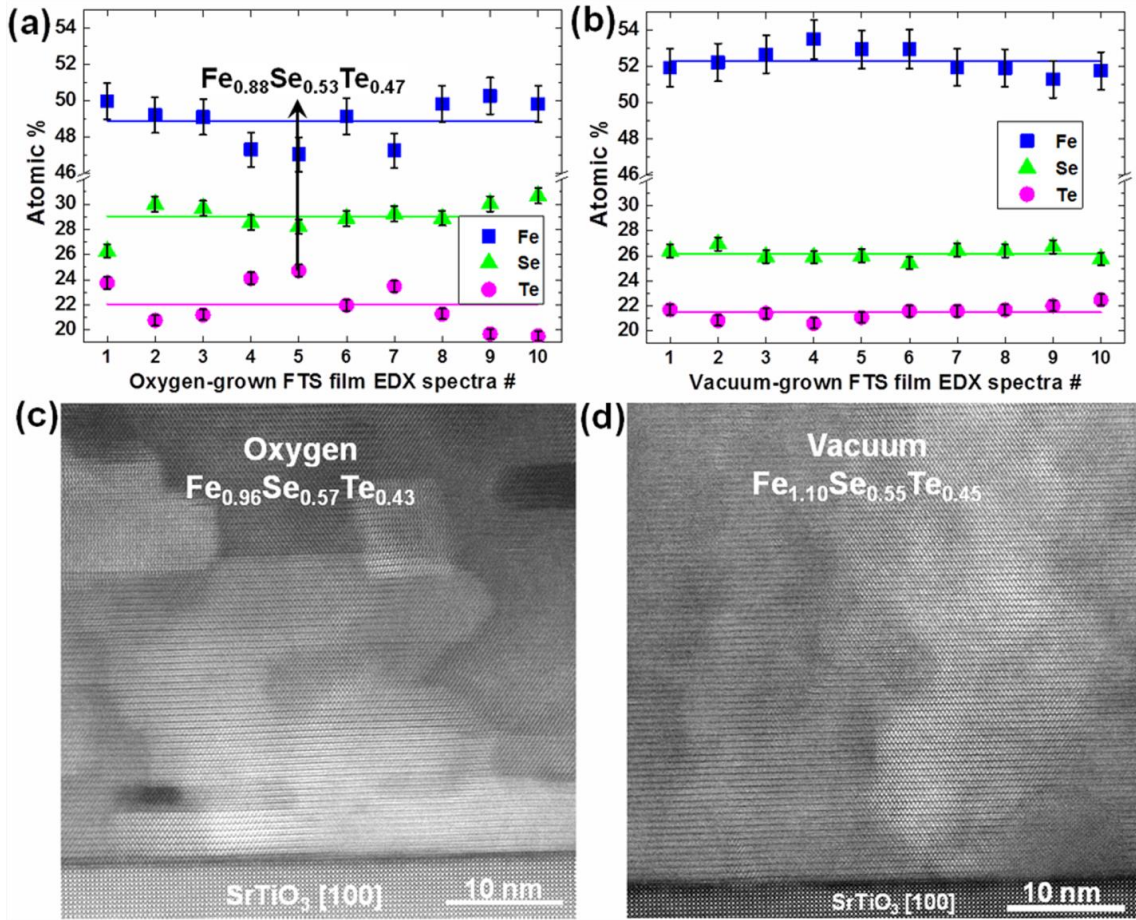 (a)
54
52
50
48
46
30
28
26
24
22
20
Atomic %
Fe0.88Se0.53Te0.47
Fe
Se
Te
1 2 3 4 5 6 7 8 9 10
Oxygen-grown FTS film EDX spectra #
(b)
54
52
50
48
46
30
28
26
24
22
20
Atomic %
Fe
Se
Te
1 2 3 4 5 6 7 8 9 10
Vacuum-grown FTS film EDX spectra #
(c)
Oxygen
Fe0.96Se0.57Te0.43
SrTiO3 [100]
10 nm
(d)
Vacuum
Fe1.10Se0.55Te0.45
SrTiO3 [100]
10 nm